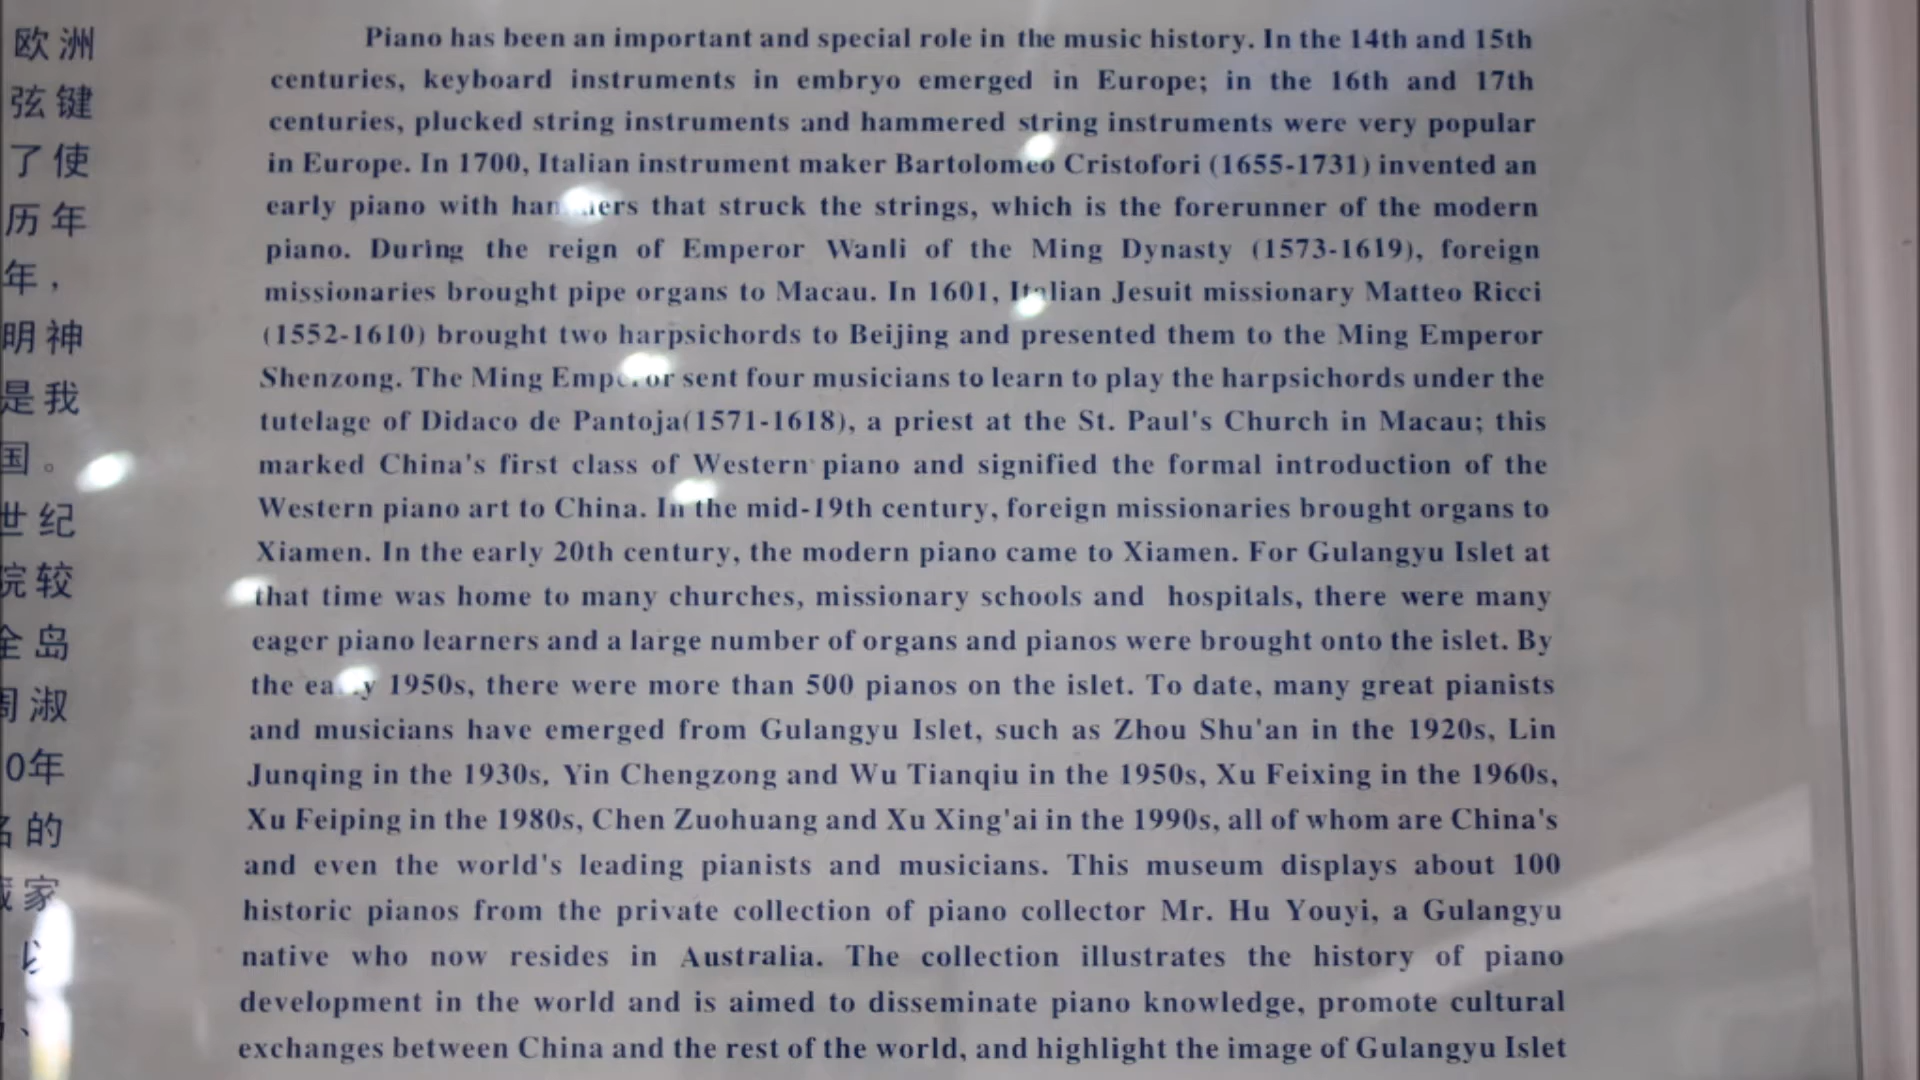 欧洲
弦键
了使
历年
年，
明神
是我
国。
世纪
院较
全岛
周淑
0年
名的
藏家
以
、
Piano has been an important and special role in the music history. In the 14th and 15th
centuries, keyboard instruments in embryo emerged in Europe; in the 16th and 17th
centuries, plucked string instruments and hammered string instruments were very popular
in Europe. In 1700, Italian instrument maker Bartolomeo Cristofori (1655-1731) invented an
early piano with hammers that struck the strings, which is the forerunner of the modern
piano. During the reign of Emperor Wanli of the Ming Dynasty (1573-1619), foreign
missionaries brought pipe organs to Macau. In 1601, Italian Jesuit missionary Matteo Ricci
(1552-1610) brought two harpsichords to Beijing and presented them to the Ming Emperor
Shenzong. The Ming Emperor sent four musicians to learn to play the harpsichords under the
tutelage of Didaco de Pantoja(1571-1618), a priest at the St. Paul's Church in Macau; this
marked China's first class of Western piano and signified the formal introduction of the
Western piano art to China. In the mid-19th century, foreign missionaries brought organs to
Xiamen. In the early 20th century, the modern piano came to Xiamen. For Gulangyu Islet at
that time was home to many churches, missionary schools and hospitals, there were many
eager piano learners and a large number of organs and pianos were brought onto the islet. By
the early 1950s, there were more than 500 pianos on the islet. To date, many great pianists
and musicians have emerged from Gulangyu Islet, such as Zhou Shu'an in the 1920s, Lin
Junqing in the 1930s, Yin Chengzong and Wu Tianqiu in the 1950s, Xu Feixing in the 1960s,
Xu Feiping in the 1980s, Chen Zuohuang and Xu Xing'ai in the 1990s, all of whom are China's
and even the world's leading pianists and musicians. This museum displays about 100
historic pianos from the private collection of piano collector Mr. Hu Youyi, a Gulangyu
native who now resides in Australia. The collection illustrates the history of piano
development in the world and is aimed to disseminate piano knowledge, promote cultural
exchanges between China and the rest of the world, and highlight the image of Gulangyu Islet